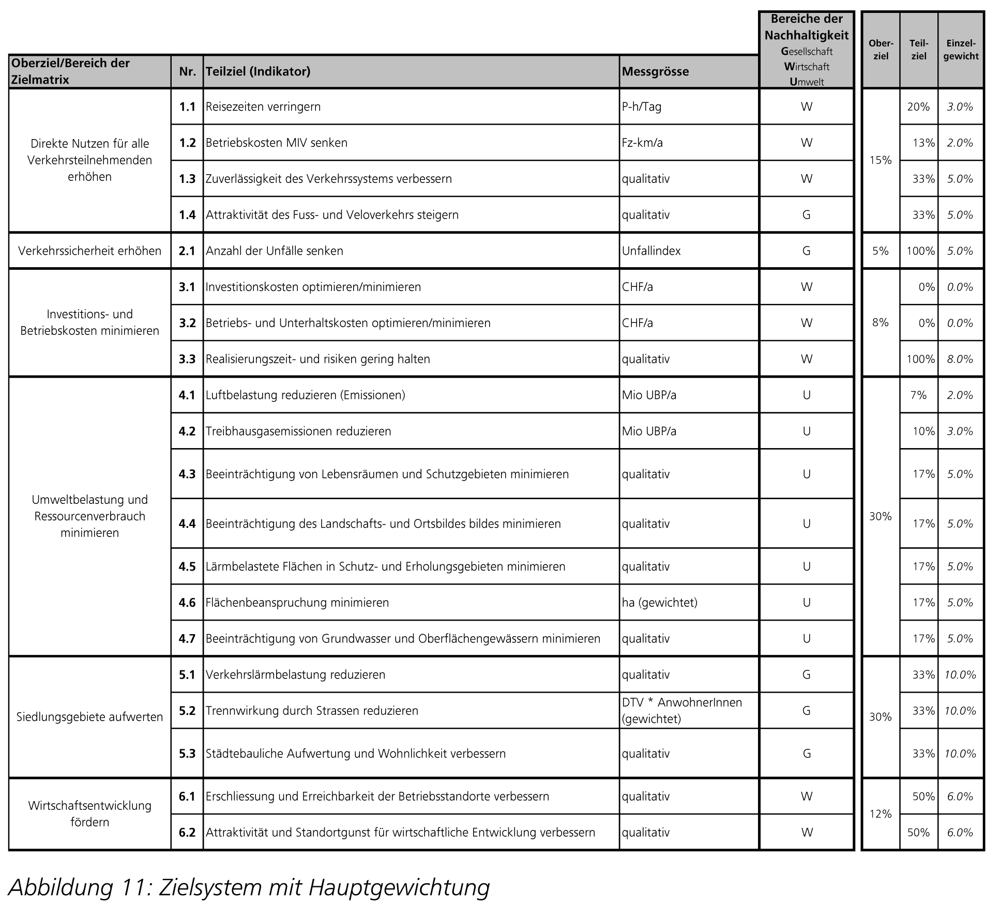 Bereiche der
Nachhaltigkeit
Gesellschaft
Wirtschaft
Umwelt
Ober-
ziel
Teil-
ziel
Einzel-
gewicht
Oberziel/Bereich der
Zielmatrix
Nr.
Teilziel (Indikator)
Messgrösse
Direkte Nutzen für alle
Verkehrsteilnehmenden
erhöhen
15%
1.1 Reisezeiten verringern P-h/Tag W 20% 3.0%
1.2 Betriebskosten MIV senken Fz-km/a W 13% 2.0%
1.3 Zuverlässigkeit des Verkehrssystems verbessern qualitativ W 33% 5.0%
1.4 Attraktivität des Fuss- und Veloverkehrs steigern qualitativ G 33% 5.0%
Verkehrssicherheit erhöhen 2.1 Anzahl der Unfälle senken Unfallindex G 5% 100% 5.0%
Investitions- und
Betriebskosten minimieren
8%
3.1 Investitionskosten optimieren/minimieren CHF/a W 0% 0.0%
3.2 Betriebs- und Unterhaltskosten optimieren/minimieren CHF/a W 0% 0.0%
3.3 Realisierungszeit- und risiken gering halten qualitativ W 100% 8.0%
Umweltbelastung und
Ressourcenverbrauch
minimieren
30%
4.1 Luftbelastung reduzieren (Emissionen) Mio UBP/a U 7% 2.0%
4.2 Treibhausgasemissionen reduzieren Mio UBP/a U 10% 3.0%
4.3 Beeinträchtigung von Lebensräumen und Schutzgebieten minimieren qualitativ U 17% 5.0%
4.4 Beeinträchtigung des Landschafts- und Ortsbildes bildes minimieren qualitativ U 17% 5.0%
4.5 Lärmbelastete Flächen in Schutz- und Erholungsgebieten minimieren qualitativ U 17% 5.0%
4.6 Flächenbeanspruchung minimieren ha (gewichtet) U 17% 5.0%
4.7 Beeinträchtigung von Grundwasser und Oberflächengewässern minimieren qualitativ U 17% 5.0%
Siedlungsgebiete aufwerten
30%
5.1 Verkehrslärmbelastung reduzieren qualitativ G 33% 10.0%
5.2 Trennwirkung durch Strassen reduzieren DTV * AnwohnerInnen
(gewichtet) G 33% 10.0%
5.3 Städtebauliche Aufwertung und Wohnlichkeit verbessern qualitativ G 33% 10.0%
Wirtschaftsentwicklung
fördern
12%
6.1 Erschliessung und Erreichbarkeit der Betriebsstandorte verbessern qualitativ W 50% 6.0%
6.2 Attraktivität und Standortgunst für wirtschaftliche Entwicklung verbessern qualitativ W 50% 6.0%
Abbildung 11: Zielsystem mit Hauptgewichtung